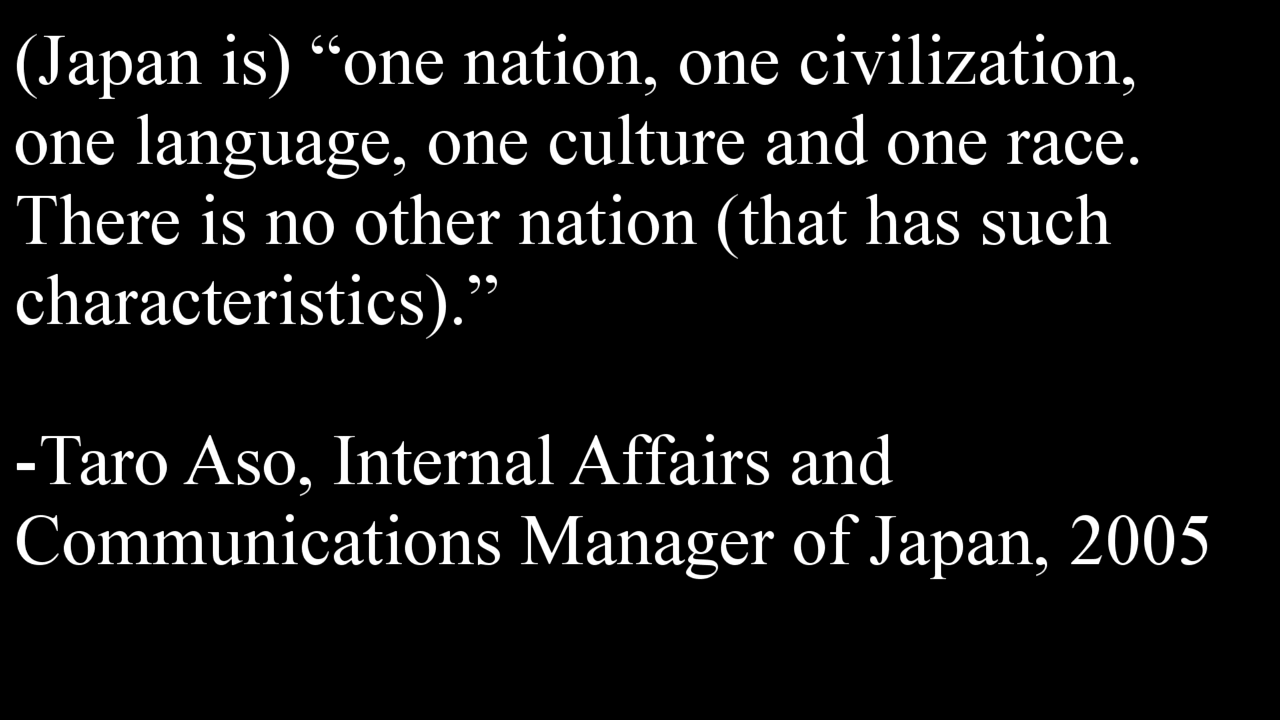 (Japan is) “one nation, one civilization,
one language, one culture and one race.
There is no other nation (that has such
characteristics).”
-Taro Aso, Internal Affairs and
Communications Manager of Japan, 2005